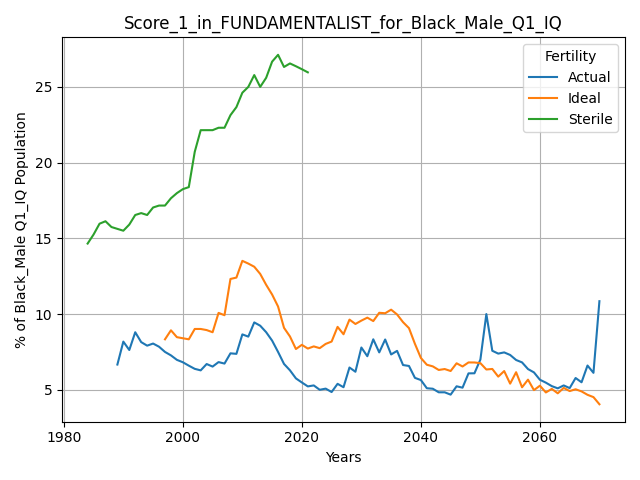 Score_1_in_FUNDAMENTALIST_for_Black_Male_Q1_IQ
Fertility
Actual
Ideal
Sterile
% of Black_Male Q1_IQ Population
25
20
15
10
5
1980
2000
2020
2040
2060
Years